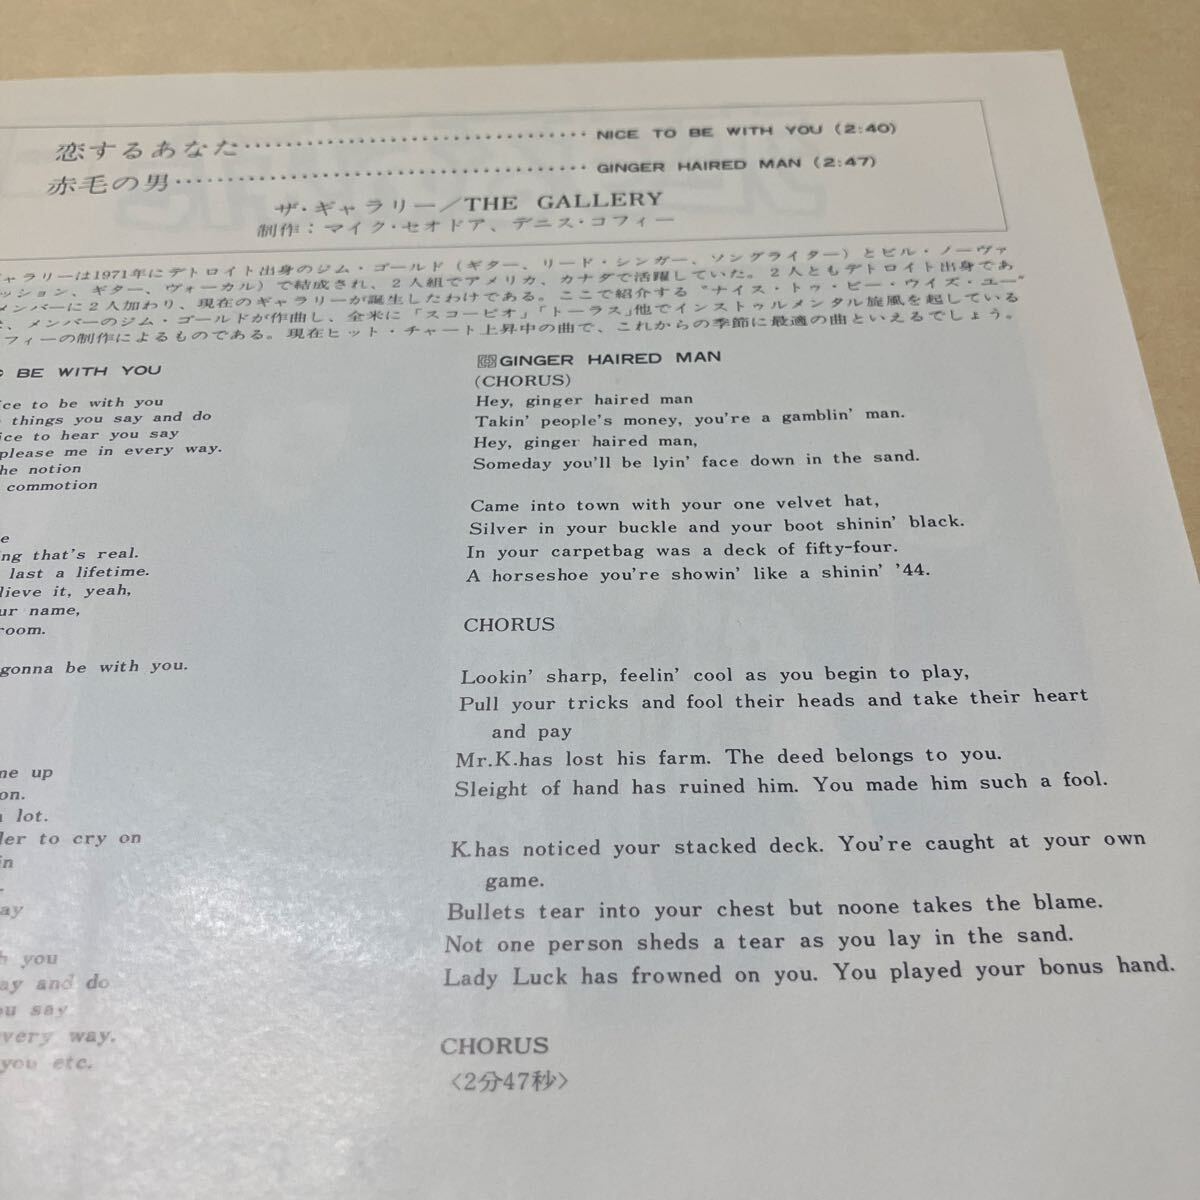 恋するあなた…………………………………… NICE TO BE WITH YOU (2:40)
赤毛の男…………………………………… GINGER HAIRED MAN (2:47)
ザ・ギャラリー/THE GALLERY
制作：マイク・セオドア、デニス・コフィー
ャラリーは1971年にデトロイト出身のジム・ゴールド（ギター、リード・シンガー、ソングライター）とビル・ノーヴァ
ッション、ギター、ヴォーカル）で結成され、2人組でアメリカ、カナダで活躍していた。2人ともデトロイト出身であ
メンバーに2人加わり、現在のギャラリーが誕生したわけである。ここで紹介する“ナイス・トゥ・ビー・ウイズ・ユー”
、メンバーのジム・ゴールドが作曲し、全米に「スコーピオ」「トーラス」他でインストゥルメンタル旋風を起している
フィーの制作によるものである。現在ヒット・チャート上昇中の曲で、これからの季節に最適の曲といえるでしょう。
BE WITH YOU
ice to be with you
things you say and do
ice to hear you say
please me in every way.
he notion
commotion
e
ing that's real.
last a lifetime.
lieve it, yeah,
ur name,
room.
gonna be with you.
me up
on.
lot.
der to cry on
in
ay
h you
ay and do
ou say
very way.
you etc.
回GINGER HAIRED MAN
(CHORUS)
Hey, ginger haired man
Takin' people's money, you're a gamblin' man.
Hey, ginger haired man,
Someday you'll be lyin' face down in the sand.
Came into town with your one velvet hat,
Silver in your buckle and your boot shinin' black.
In your carpetbag was a deck of fifty-four.
A horseshoe you're showin' like a shinin' '44.
CHORUS
Lookin' sharp, feelin' cool as you begin to play,
Pull your tricks and fool their heads and take their heart
and pay
Mr.K.has lost his farm. The deed belongs to you.
Sleight of hand has ruined him. You made him such a fool.
K.has noticed your stacked deck. You're caught at your own
game.
Bullets tear into your chest but noone takes the blame.
Not one person sheds a tear as you lay in the sand.
Lady Luck has frowned on you. You played your bonus hand.
CHORUS
〈2分47秒〉